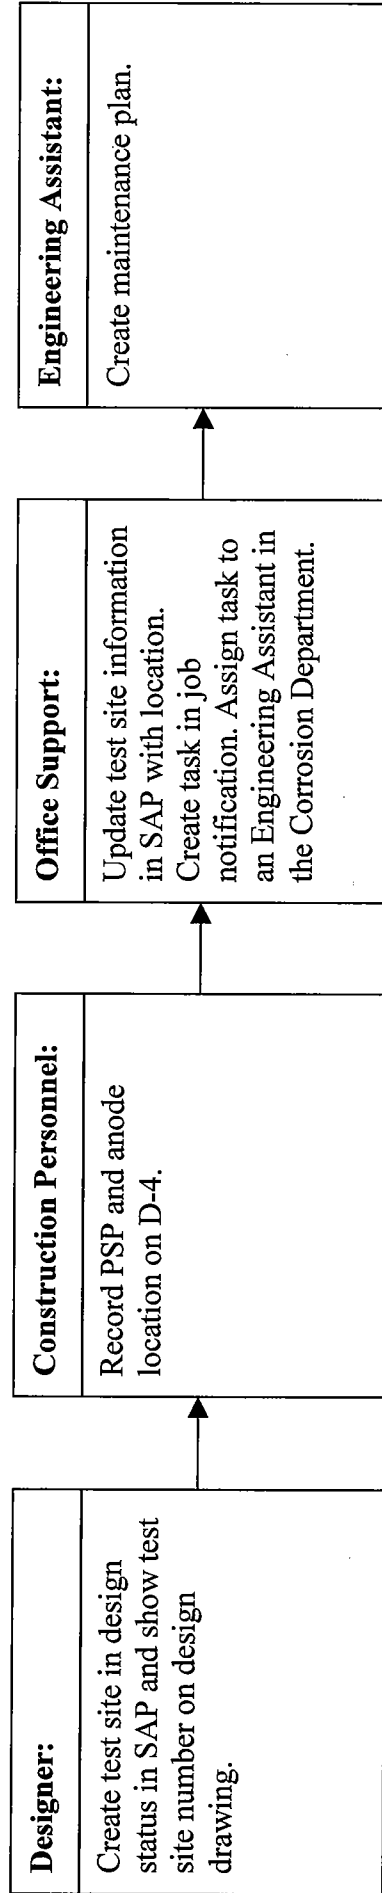 Designer:
Create test site in design
status in SAP and show test
site number on design
drawing.
Construction Personnel:
Record PSP and anode
location on D-4.
Office Support:
Update test site information
in SAP with location.
Create task in job
notification. Assign task to
an Engineering Assistant in
the Corrosion Department.
Engineering Assistant:
Create maintenance plan.